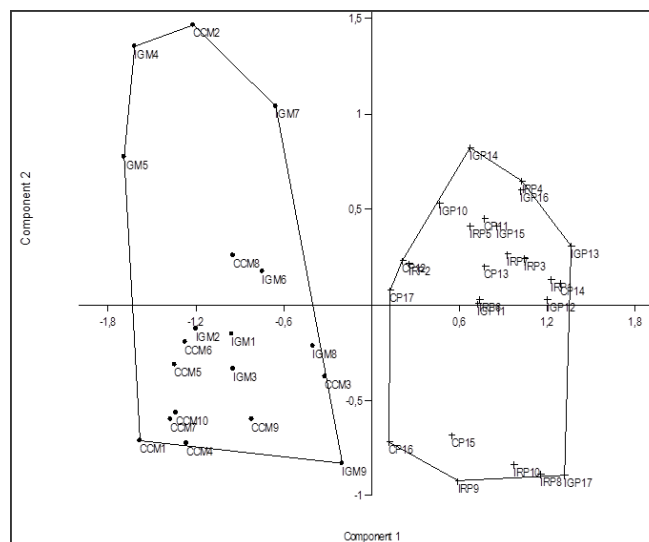 1,5
CCM2
IGM4
IGM7
1
IGP14
IGM5
IRP4
IGP16
Component 2
0,5
IGP10
CP11
IRP5
IGP15
IGP13
CCM8
IRP3
CP13
IGM6
CP17
CP14
IGP12
-1,8
-1,2
-0,6
0,6
1,2
1,8
IGM2
IGM1
CCM6
IGM8
CCM5
IGM3
CCM3
-0,5
CCM10
CCM7
CCM9
CCM1
CCM4
CP16
CP15
IGM9
IRP10
IRP9
IRP8
IGP17
-1
Component 1